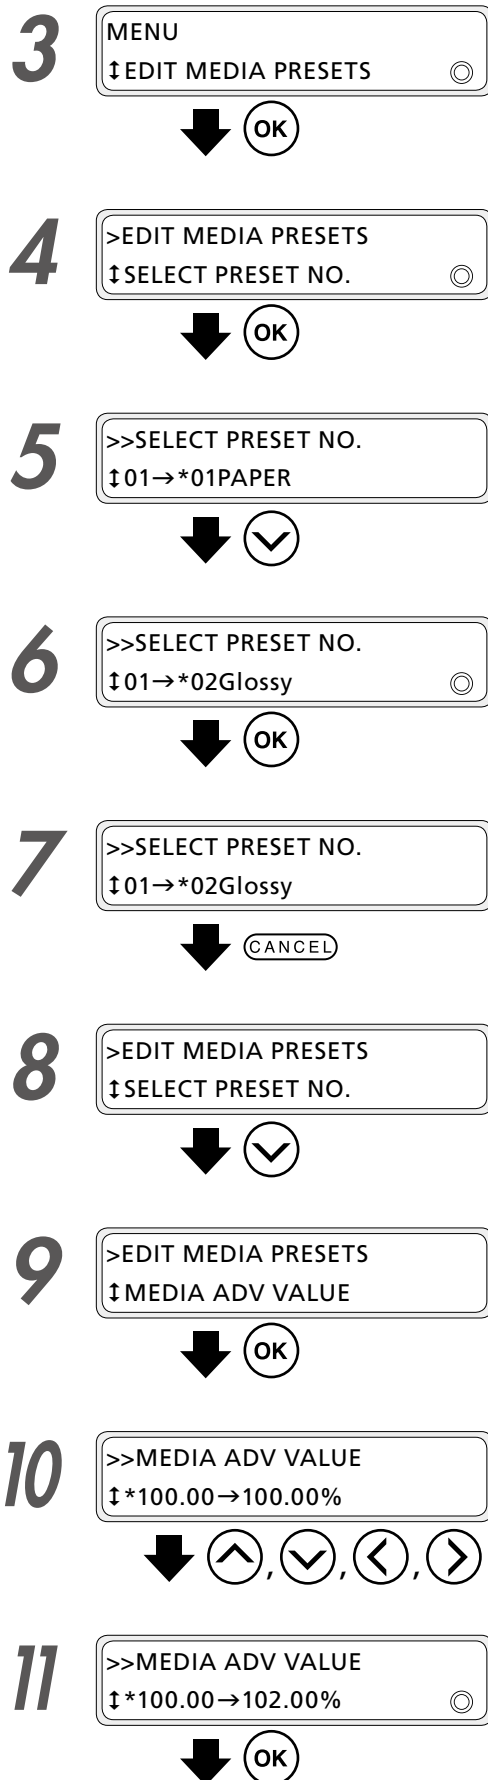 3
MENU
↕EDIT MEDIA PRESETS ◎
OK
4
>EDIT MEDIA PRESETS
↕SELECT PRESET NO. ◎
OK
5
>>SELECT PRESET NO.
↕01→*01PAPER
6
>>SELECT PRESET NO.
↕01→*02Glossy ◎
OK
7
>>SELECT PRESET NO.
↕01→*02Glossy
CANCEL
8
>EDIT MEDIA PRESETS
↕SELECT PRESET NO.
9
>EDIT MEDIA PRESETS
↕MEDIA ADV VALUE
OK
10
>>MEDIA ADV VALUE
↕*100.00→100.00%
, , ,
11
>>MEDIA ADV VALUE
↕*100.00→102.00% ◎
OK